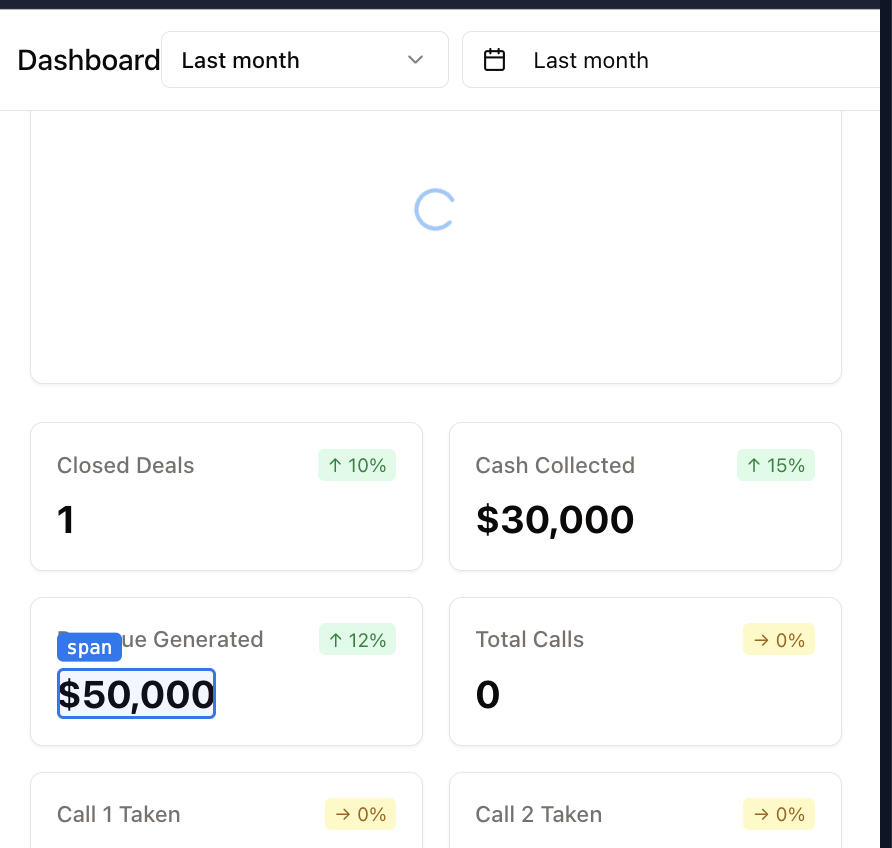 Dashboard
Last month
Last month
Closed Deals
↑ 10%
1
Cash Collected
↑ 15%
$30,000
ue Generated
↑ 12%
span
$50,000
Total Calls
→ 0%
0
Call 1 Taken
→ 0%
Call 2 Taken
→ 0%